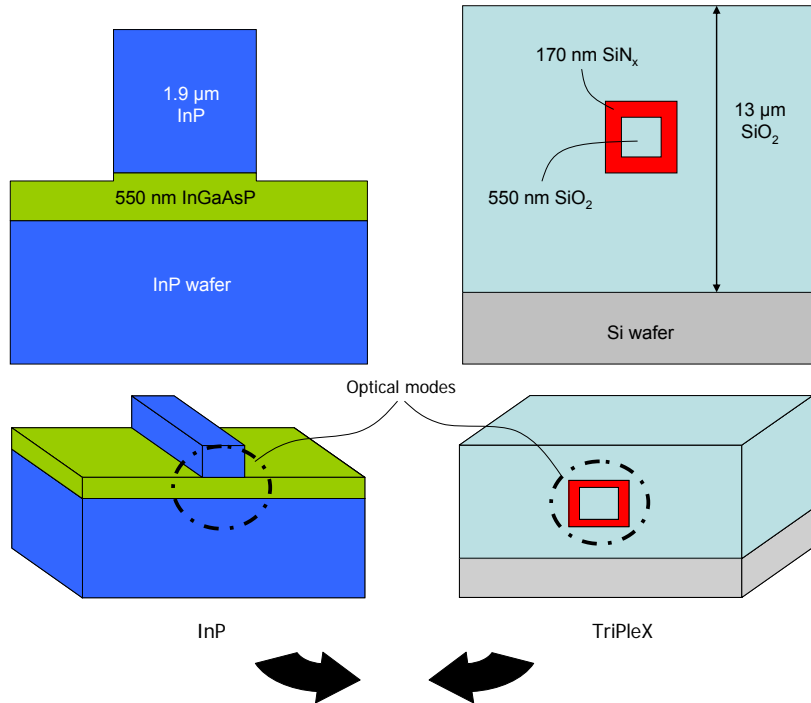 1.9 µm
InP
550 nm InGaAsP
InP wafer
170 nm SiNₓ
13 µm
SiO₂
550 nm SiO₂
Si wafer
Optical modes
InP
TriPleX